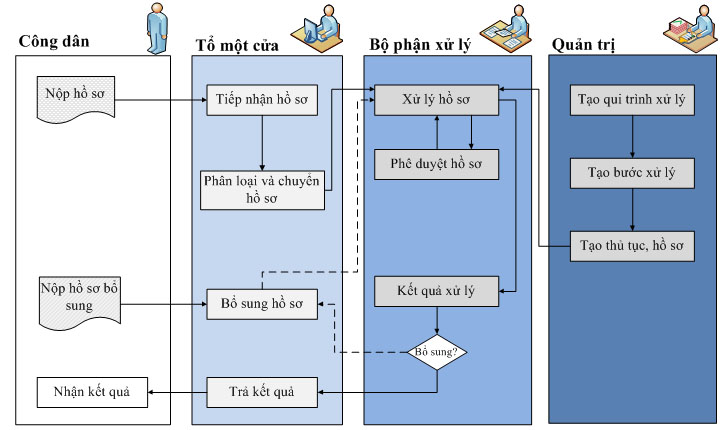 Công dân
Tổ một cửa
Bộ phận xử lý
Quản trị
Nộp hồ sơ
Tiếp nhận hồ sơ
Xử lý hồ sơ
Tạo qui trình xử lý
Phân loại và chuyển
hồ sơ
Phê duyệt hồ sơ
Tạo bước xử lý
Tạo thủ tục, hồ sơ
Nộp hồ sơ bổ
sung
Bổ sung hồ sơ
Kết quả xử lý
Bổ sung?
Nhận kết quả
Trả kết quả